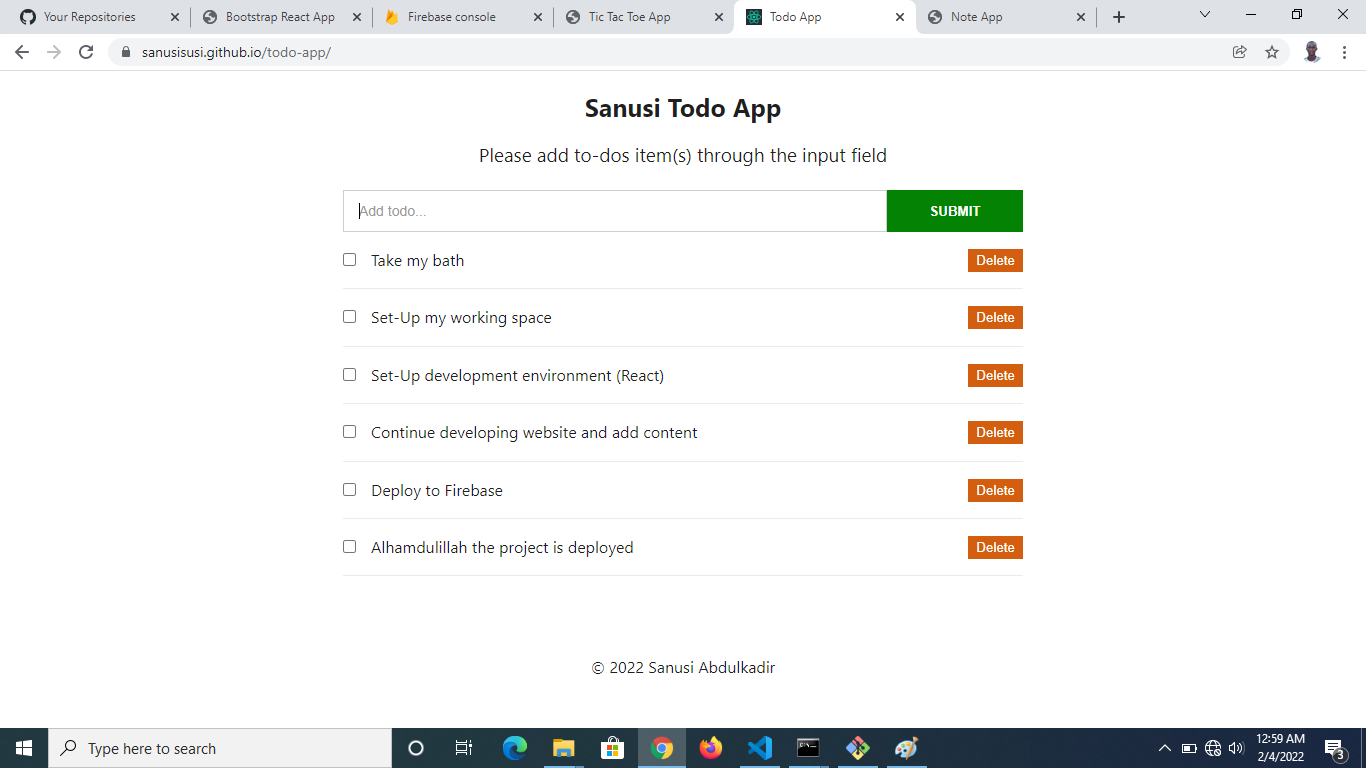 Your Repositories
Bootstrap React App
Firebase console
Tic Tac Toe App
Todo App
Note App
sanusisusi.github.io/todo-app/
Sanusi Todo App
Please add to-dos item(s) through the input field
Add todo...
SUBMIT
Take my bath
Delete
Set-Up my working space
Delete
Set-Up development environment (React)
Delete
Continue developing website and add content
Delete
Deploy to Firebase
Delete
Alhamdulillah the project is deployed
Delete
© 2022 Sanusi Abdulkadir
Type here to search
12:59 AM
2/4/2022
3